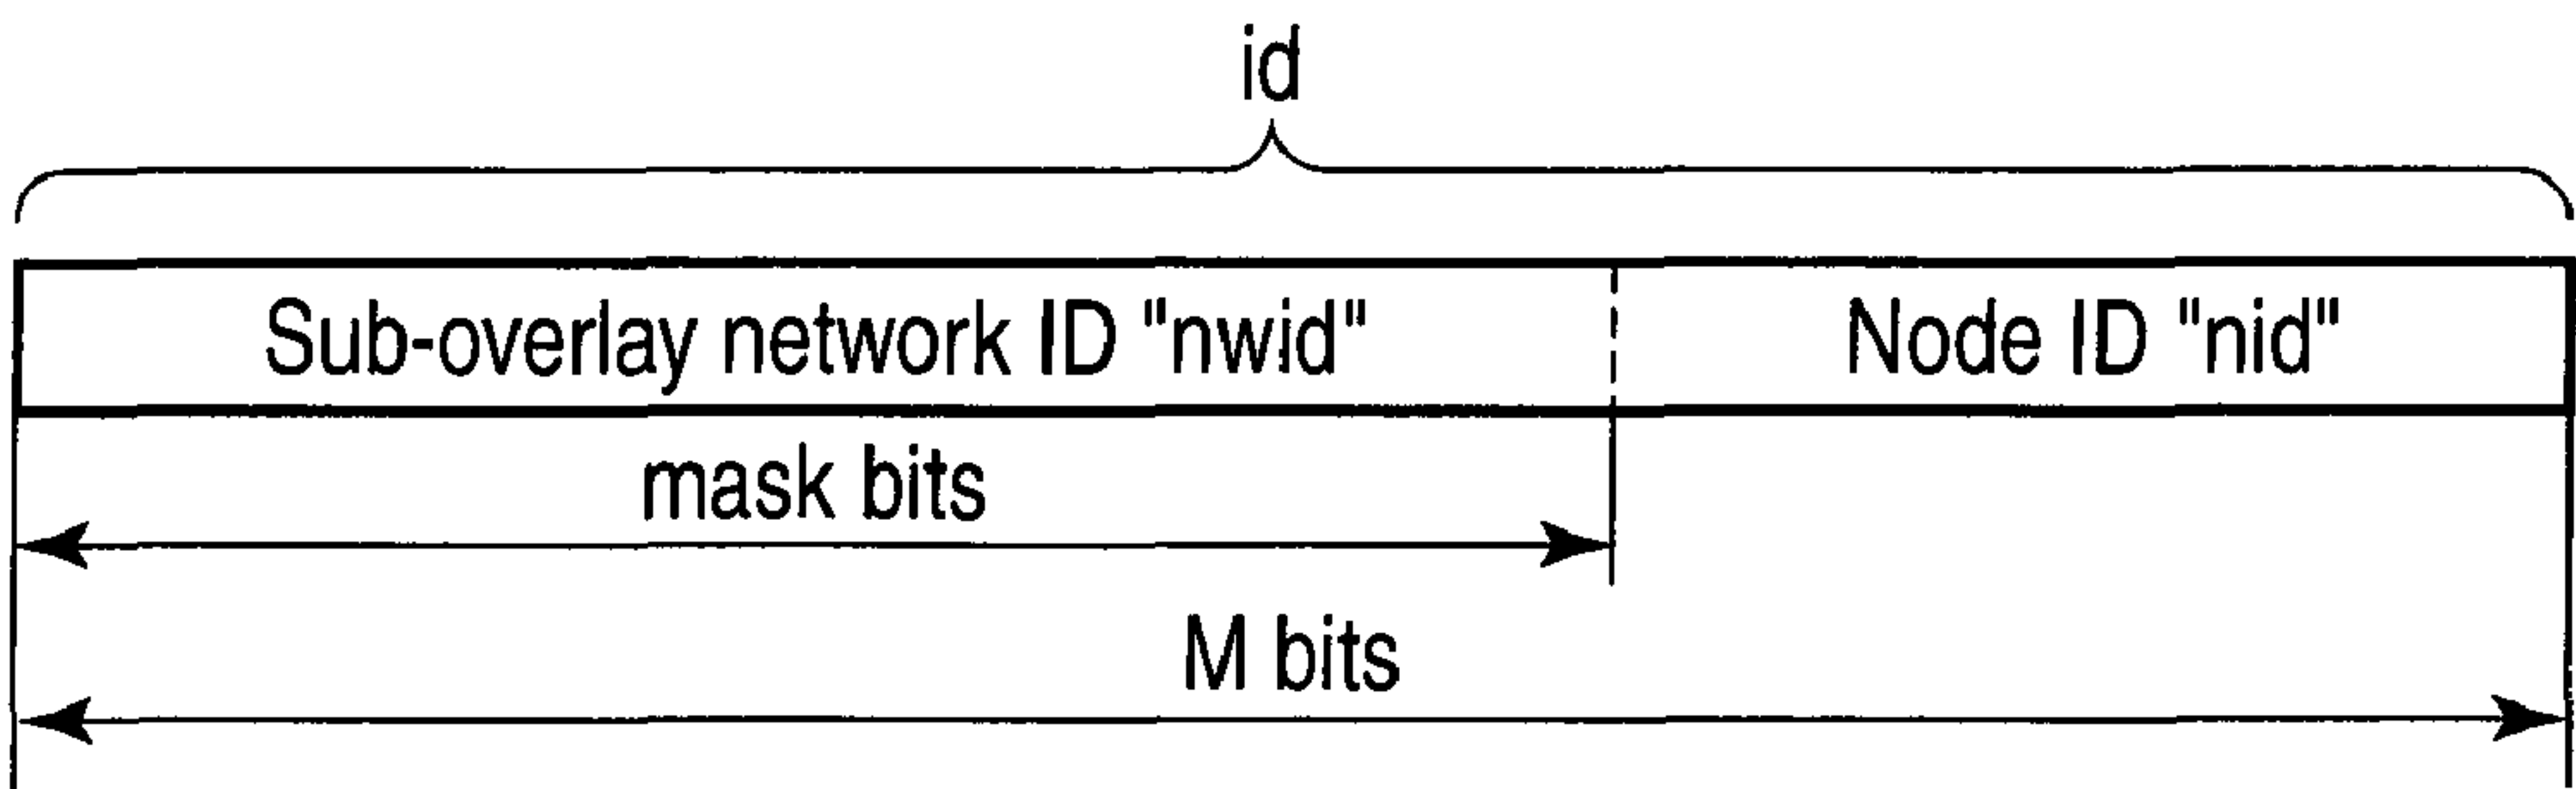 id
Sub-overlay network ID "nwid"
Node ID "nid"
mask bits
M bits